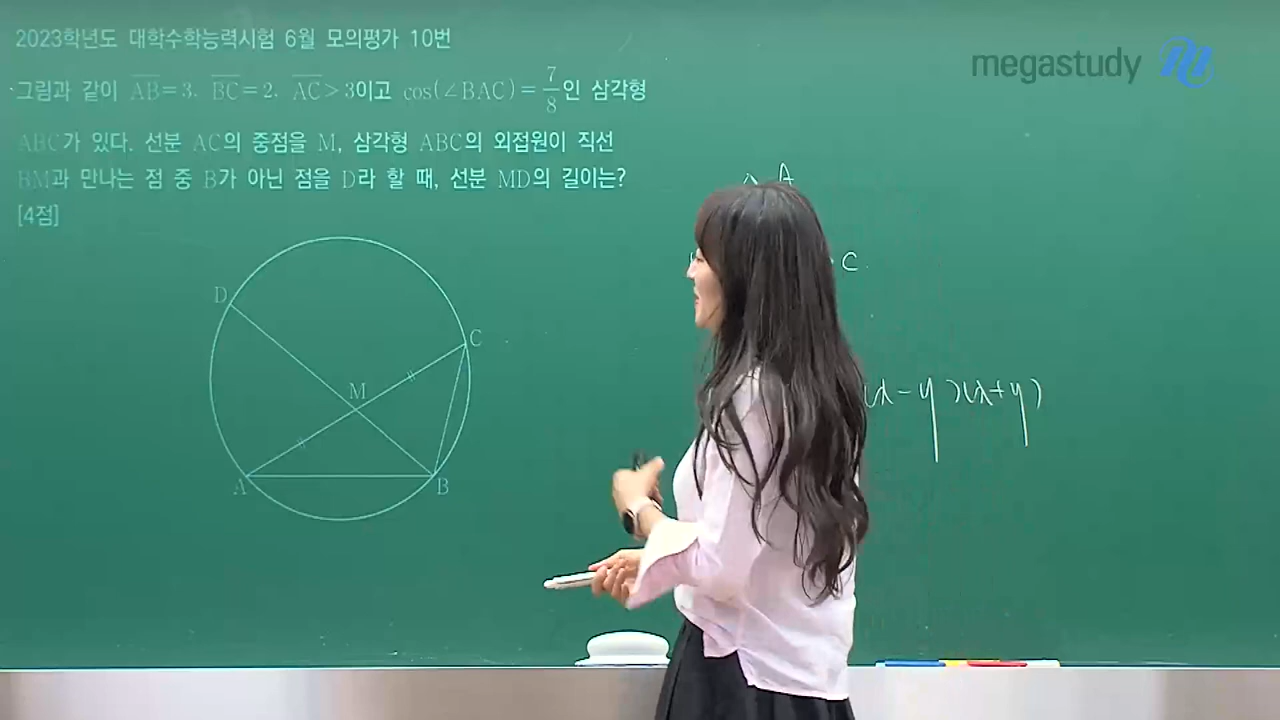 2023학년도 대학수학능력시험 6월 모의평가 10번
megastudy
그림과 같이 AB=3, BC=2, AC>3이고 cos(∠BAC)=7/8인 삼각형
ABC가 있다. 선분 AC의 중점을 M, 삼각형 ABC의 외접원이 직선
BM과 만나는 점 중 B가 아닌 점을 D라 할 때, 선분 MD의 길이는?
[4점]
A
C
D
C
M
(x-y)(x+y)
A
B